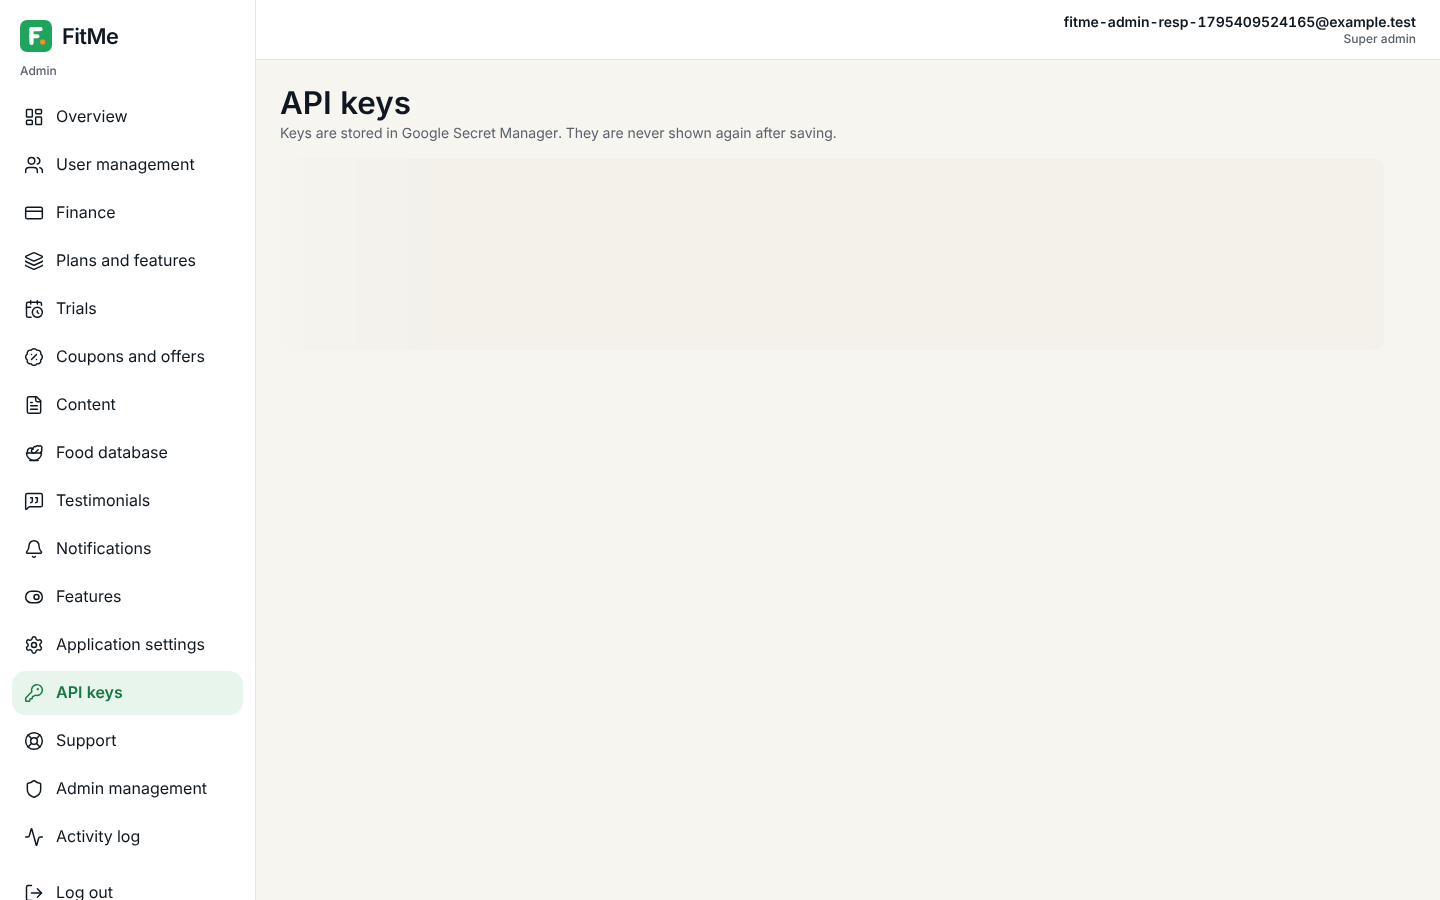 FitMe
Admin
Overview
User management
Finance
Plans and features
Trials
Coupons and offers
Content
Food database
Testimonials
Notifications
Features
Application settings
API keys
Support
Admin management
Activity log
Log out
fitme-admin-resp-1795409524165@example.test
Super admin
API keys
Keys are stored in Google Secret Manager. They are never shown again after saving.